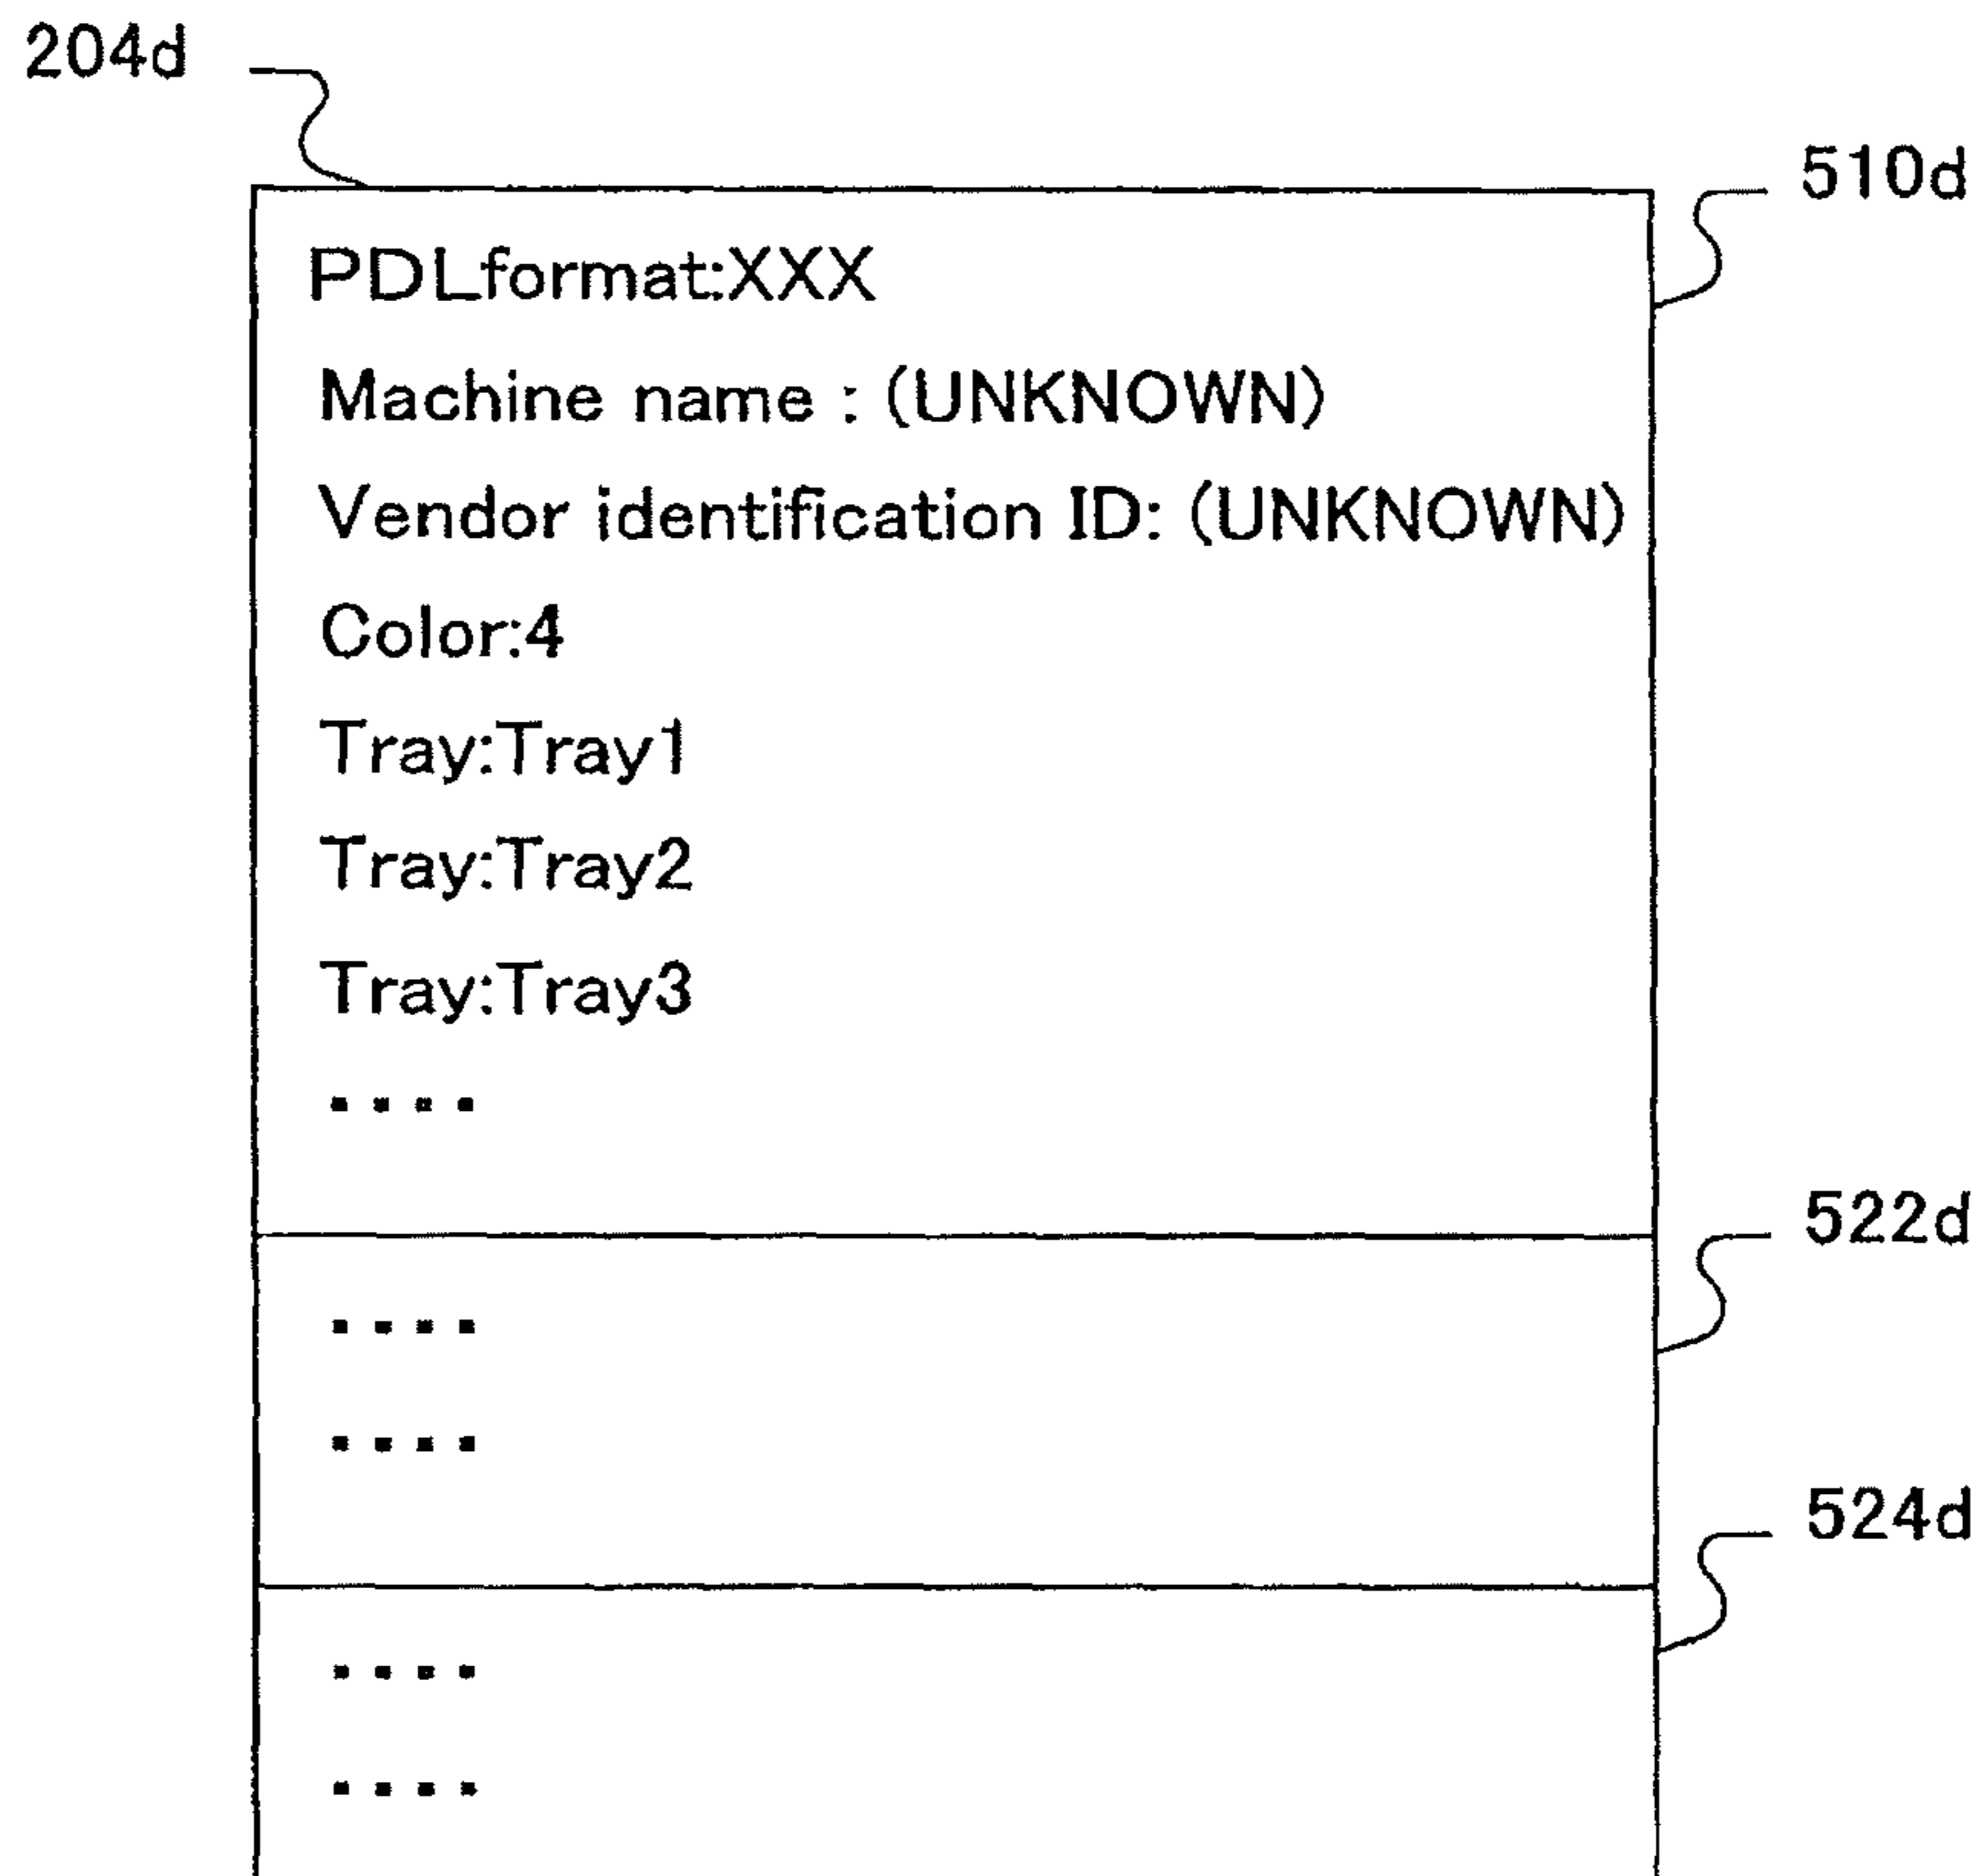 204d
510d
PDLformat:XXX
Machine name : (UNKNOWN)
Vendor identification ID: (UNKNOWN)
Color:4
Tray:Tray1
Tray:Tray2
Tray:Tray3
....
522d
....
....
524d
....
....